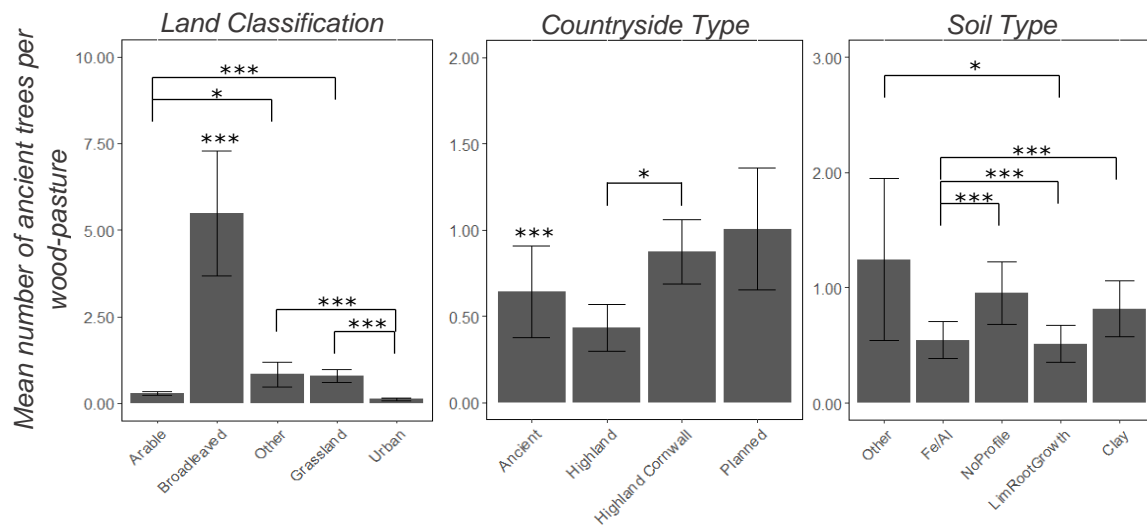 Land Classification
Countryside Type
Soil Type
Mean number of ancient trees per
wood-pasture
10.00
7.50
5.00
2.50
0.00
***
*
***
***
***
Arable
Broadleaved
Other
Grassland
Urban
2.00
1.50
1.00
0.50
0.00
*
***
Ancient
Highland
Highland Cornwall
Planned
3.00
2.00
1.00
0.00
*
***
***
***
Other
Fe/Al
NoProfile
LimRootGrowth
Clay